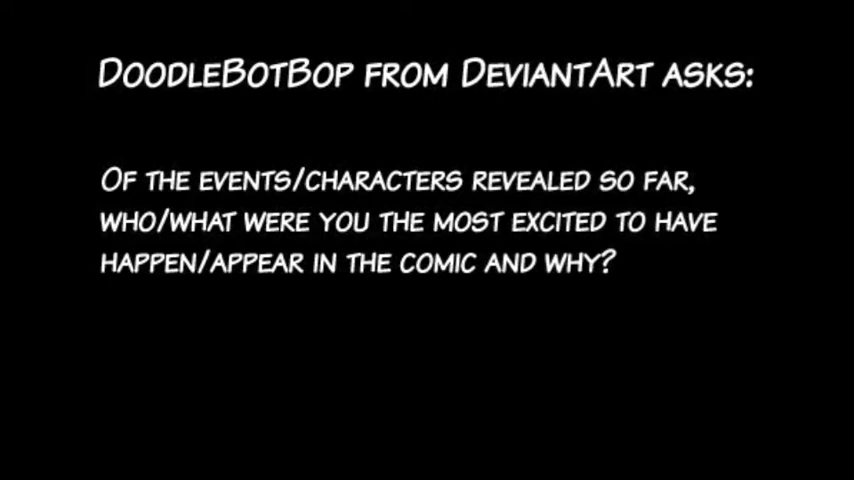 DoodleBotBop from DeviantArt asks:
Of the events/characters revealed so far,
who/what were you the most excited to have
happen/appear in the comic and why?